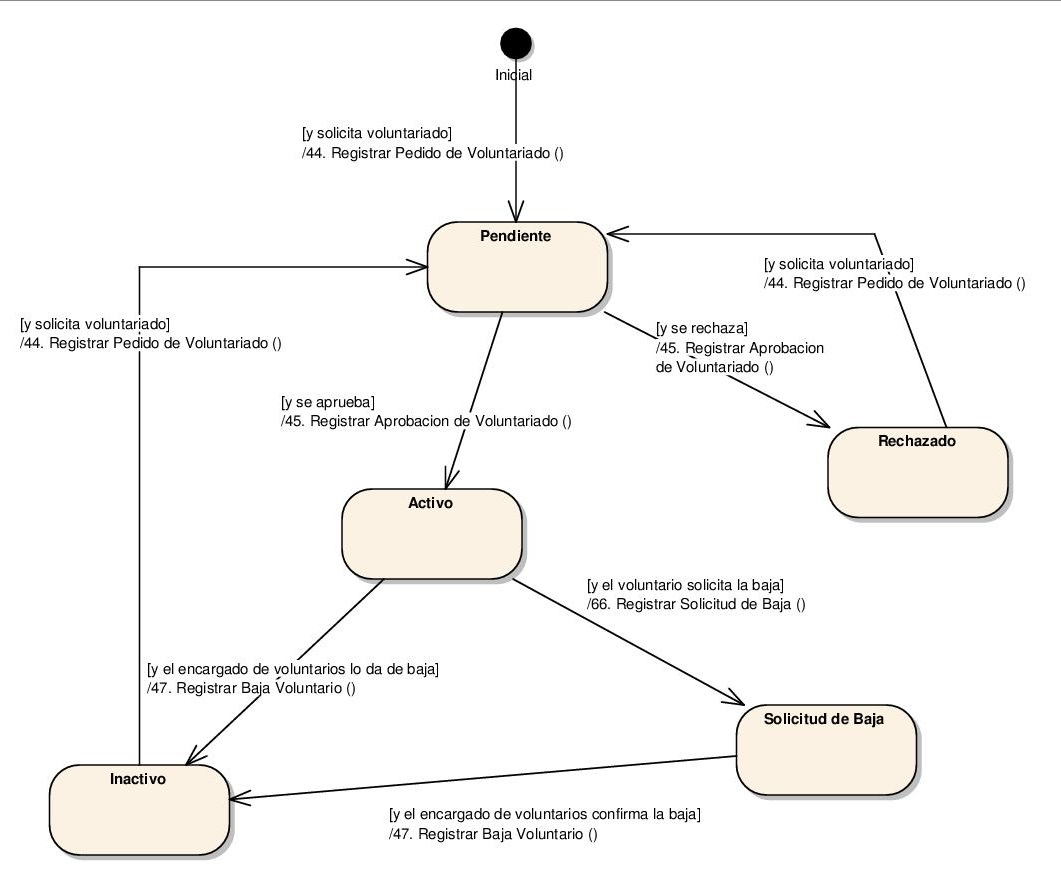 Inicial
[y solicita voluntariado]
/44. Registrar Pedido de Voluntariado ()
Pendiente
[y solicita voluntariado]
/44. Registrar Pedido de Voluntariado ()
[y solicita voluntariado]
/44. Registrar Pedido de Voluntariado ()
[y se rechaza]
/45. Registrar Aprobacion
de Voluntariado ()
[y se aprueba]
/45. Registrar Aprobacion de Voluntariado ()
Rechazado
Activo
[y el voluntario solicita la baja]
/66. Registrar Solicitud de Baja ()
[y el encargado de voluntarios lo da de baja]
/47. Registrar Baja Voluntario ()
Solicitud de Baja
Inactivo
[y el encargado de voluntarios confirma la baja]
/47. Registrar Baja Voluntario ()